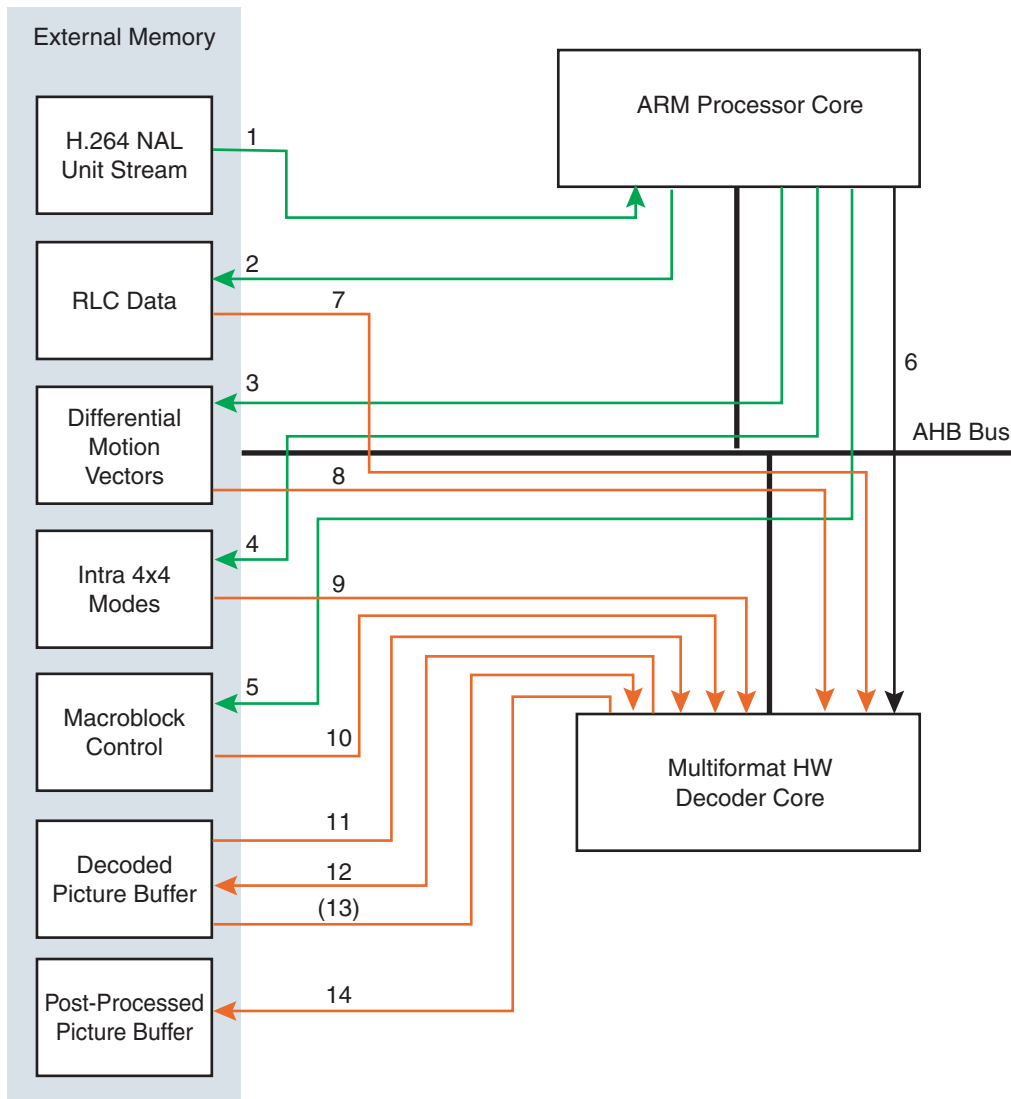 External Memory
ARM Processor Core
H.264 NAL
Unit Stream
1
RLC Data
2
7
6
Differential
Motion
Vectors
3
AHB Bus
8
Intra 4x4
Modes
4
9
Macroblock
Control
5
10
Multiformat HW
Decoder Core
Decoded
Picture Buffer
11
12
(13)
Post-Processed
Picture Buffer
14